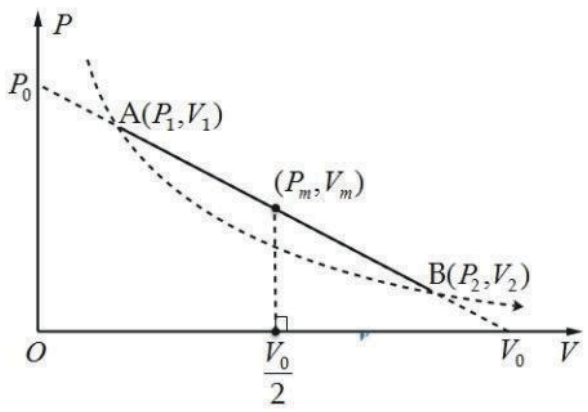 P
P₀
A(P₁,V₁)
(Pₘ,Vₘ)
B(P₂,V₂)
O
V₀
2
V₀
V